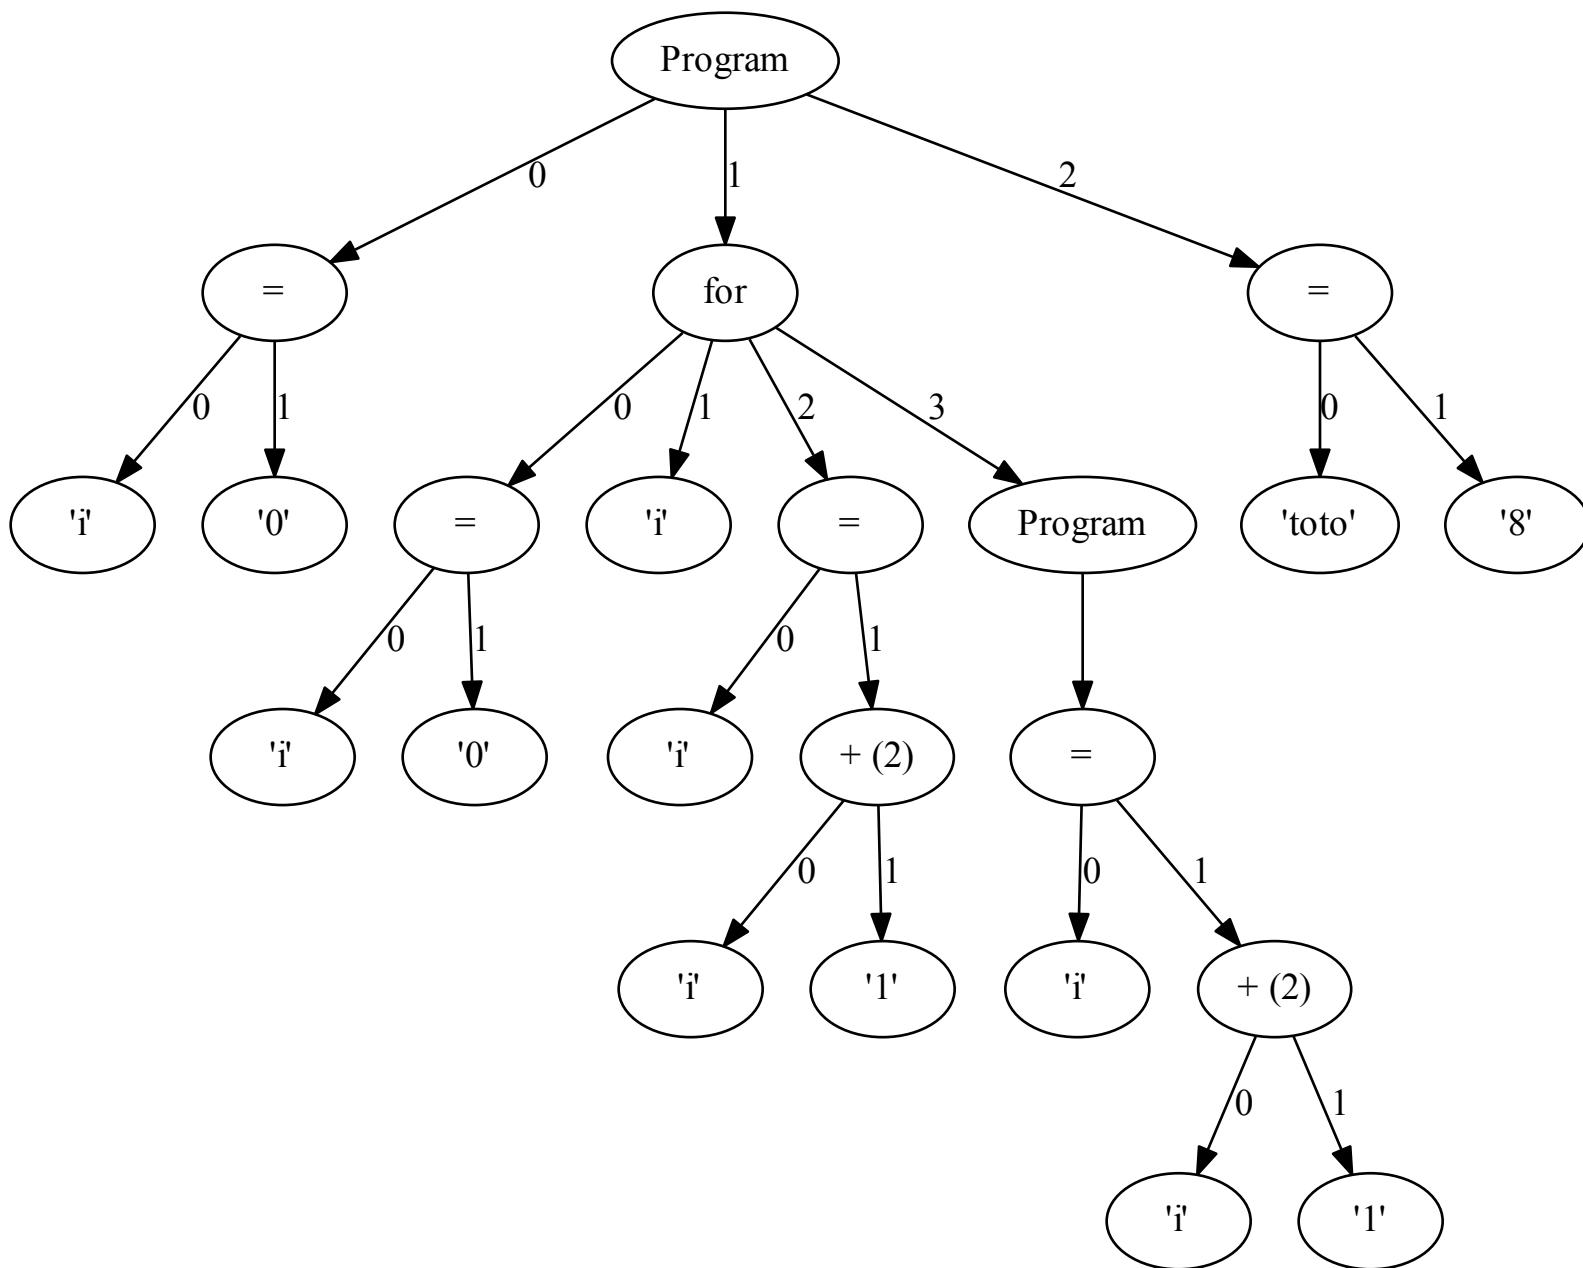 Program
0 1 2
= for =
0 1 0 1 2 3 0 1
'i' '0' = 'i' = Program 'toto' '8'
0 1 0 1
'i' '0' 'i' + (2) =
0 1 0 1
'i' '1' 'i' + (2)
0 1
'i' '1'